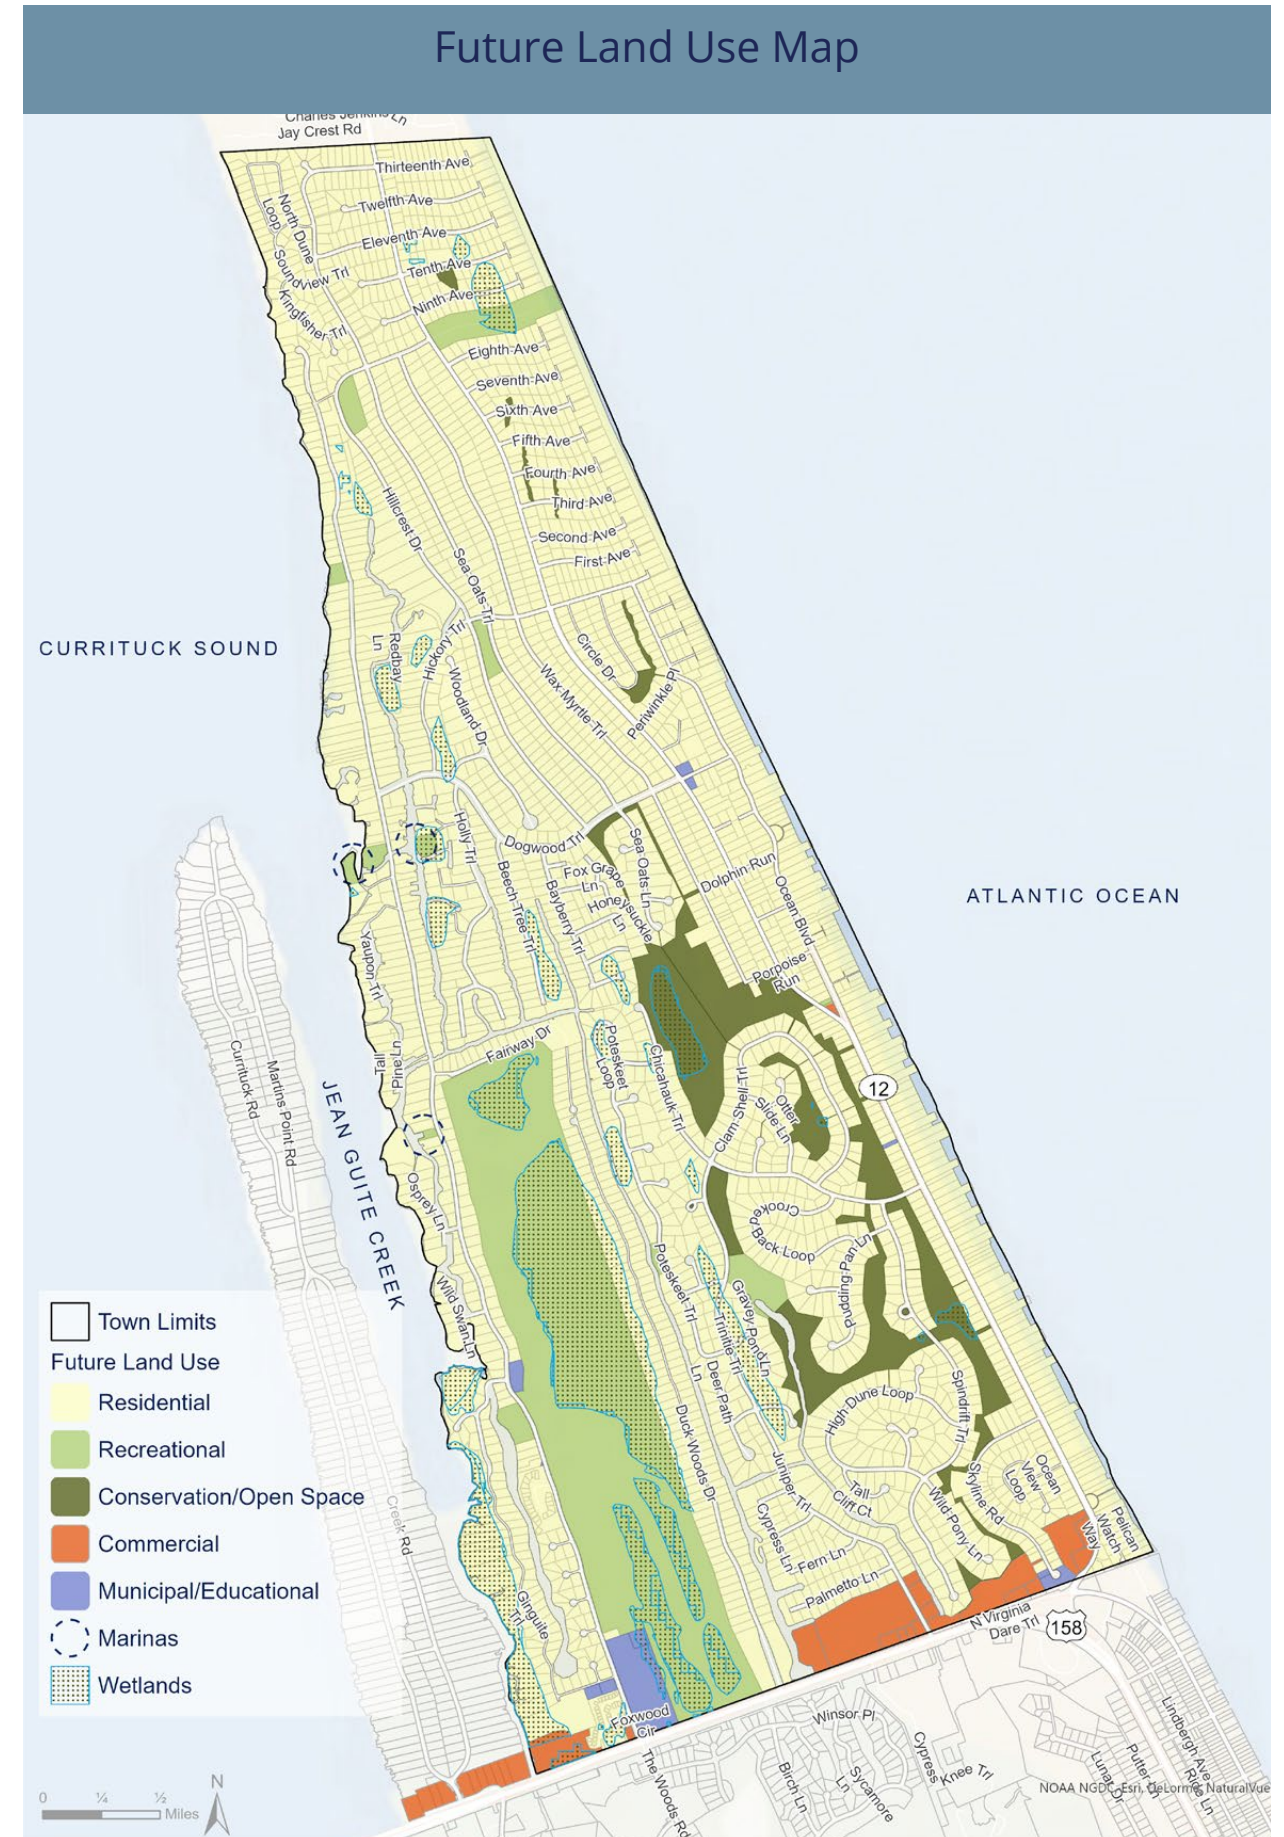 Future Land Use Map
Charles Jenkins Ln
Jay Crest Rd
Thirteenth Ave
Twelfth Ave
Eleventh Ave
Tenth Ave
Ninth Ave
North Dune
Loop
Soundview Trl
Kingfisher Trl
Eighth Ave
Seventh Ave
Sixth Ave
Fifth Ave
Fourth Ave
Third Ave
Second Ave
First Ave
Hillcrest Dr
Sea Oats Trl
CURRITUCK SOUND
Redbay
Ln
Hickory Trl
Woodland Dr
Circle Dr
Wax Myrtle Trl
Periwinkle Pl
Holly Trl
Dogwood Trl
Sea Oats Ln
Fox Grape
Ln
Honeysuckle
Ln
Beech Tree Trl
Bayberry Trl
Dolphin Run
Ocean Blvd
ATLANTIC OCEAN
Yaupon Trl
Porpoise
Run
Tall
Pine Ln
Fairway Dr
Poteskeet
Loop
Chicahauk Trl
12
Clam Shell Trl
Otter
Slide Ln
Currituck Rd
Martins Point Rd
JEAN GUITE CREEK
Osprey Ln
Crooked
Back Loop
Pudding Pan Ln
Poteskeet Trl
Gravey Pond Ln
Trinitie Trl
Wild Swan Ln
Deer Path
Ln
Duck Woods Dr
High Dune Loop
Spindrift Trl
Ocean
View
Loop
Skyline Rd
Tall
Cliff Ct
Wild Pony Ln
Juniper Trl
Cypress Ln
Fern Ln
Palmetto Ln
Pelican
Watch
Way
Ginguite
Trl
Creek Rd
Town Limits
Future Land Use
Residential
Recreational
Conservation/Open Space
Commercial
Municipal/Educational
Marinas
Wetlands
N Virginia
Dare Trl
158
Foxwood
Cir
The Woods Rd
Winsor Pl
Birch Ln
Sycamore
Ln
Cypress
Knee Trl
Lindbergh Ave
Luna Dr
NOAA NGDC, Esri, DeLorme, NaturalVue
N
0 ¼ ½
Miles